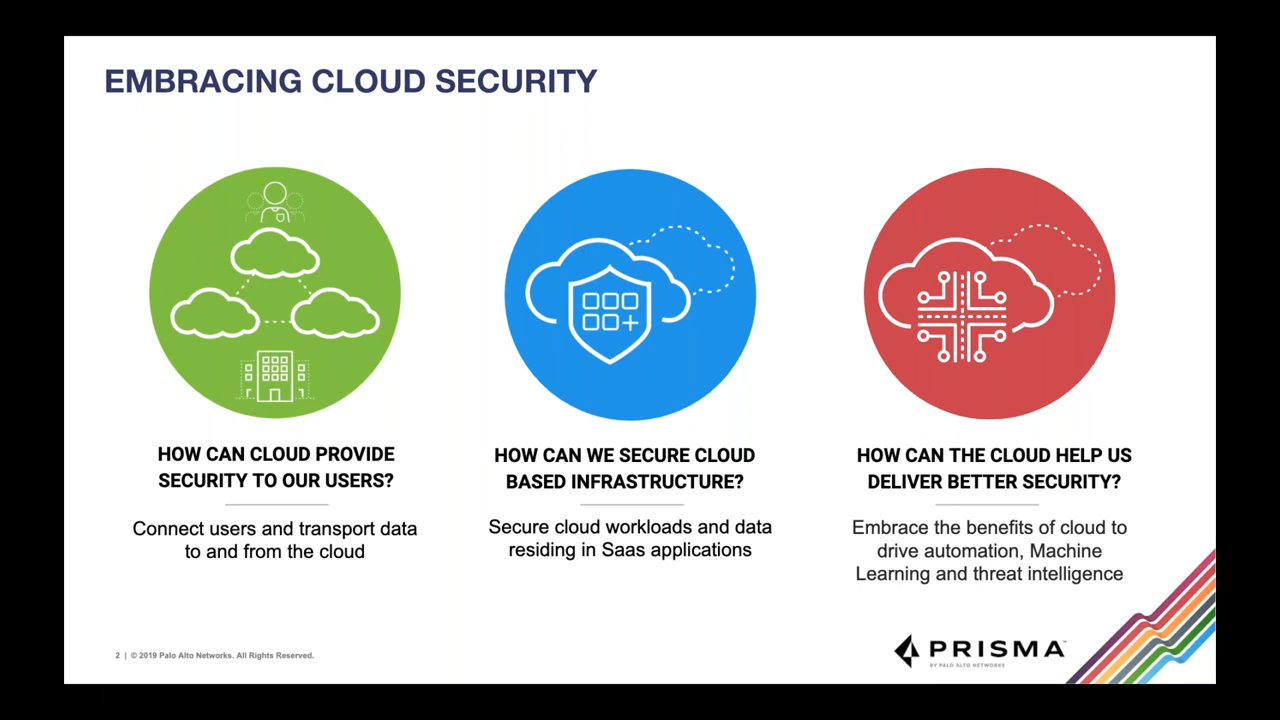 EMBRACING CLOUD SECURITY
HOW CAN CLOUD PROVIDE
SECURITY TO OUR USERS?
Connect users and transport data
to and from the cloud
HOW CAN WE SECURE CLOUD
BASED INFRASTRUCTURE?
Secure cloud workloads and data
residing in Saas applications
HOW CAN THE CLOUD HELP US
DELIVER BETTER SECURITY?
Embrace the benefits of cloud to
drive automation, Machine
Learning and threat intelligence
2 | © 2019 Palo Alto Networks. All Rights Reserved.
PRISMA™
BY PALO ALTO NETWORKS